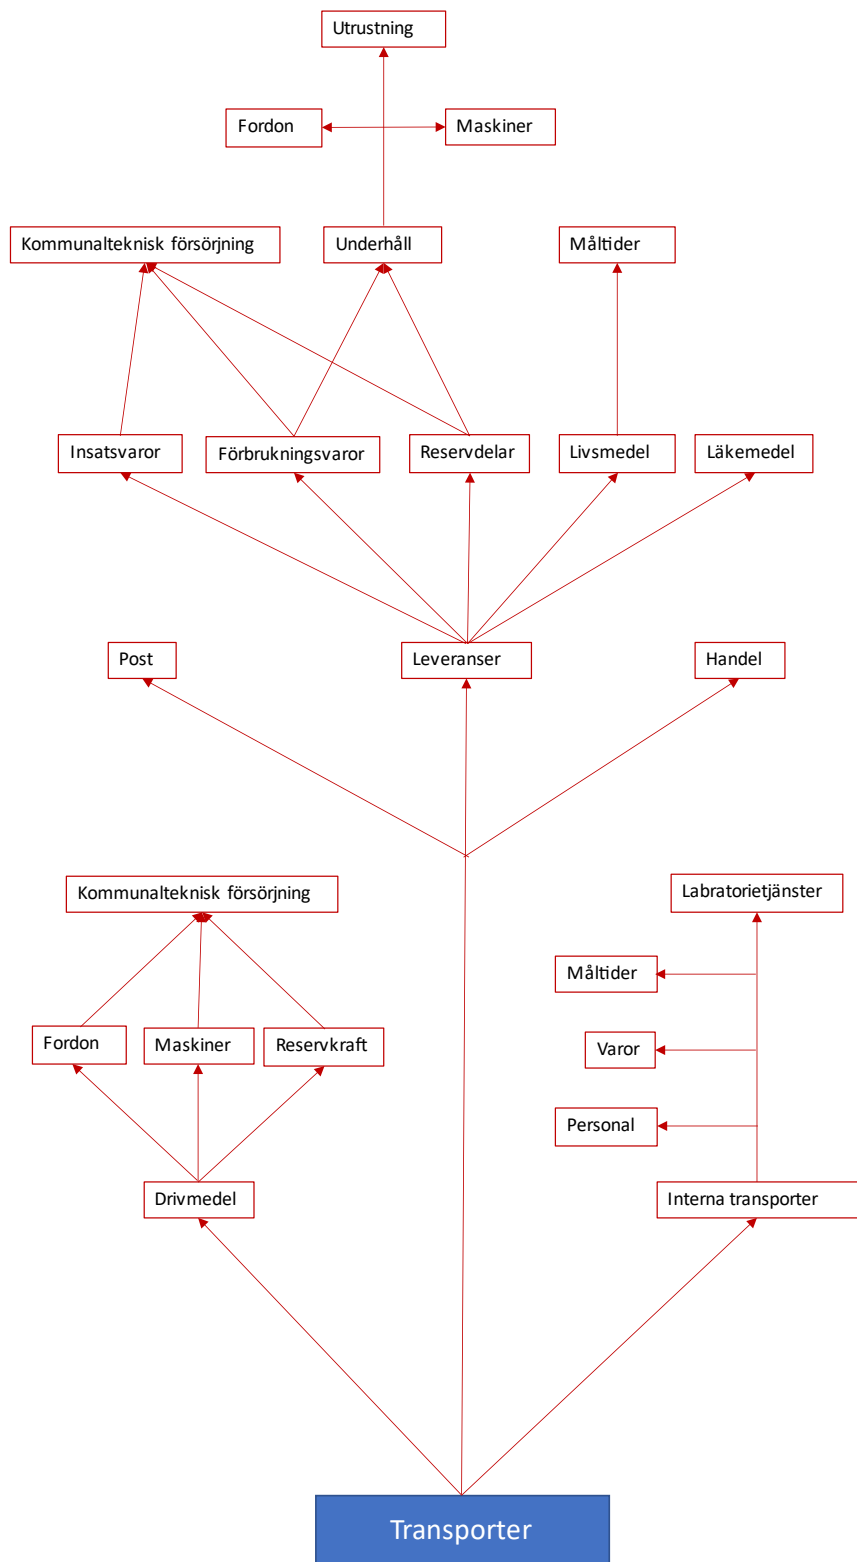 Utrustning
Fordon
Maskiner
Kommunalteknisk försörjning
Underhåll
Måltider
Insatsvaror
Förbrukningsvaror
Reservdelar
Livsmedel
Läkemedel
Post
Leveranser
Handel
Kommunalteknisk försörjning
Labratorietjänster
Måltider
Fordon
Maskiner
Reservkraft
Varor
Personal
Drivmedel
Interna transporter
Transporter